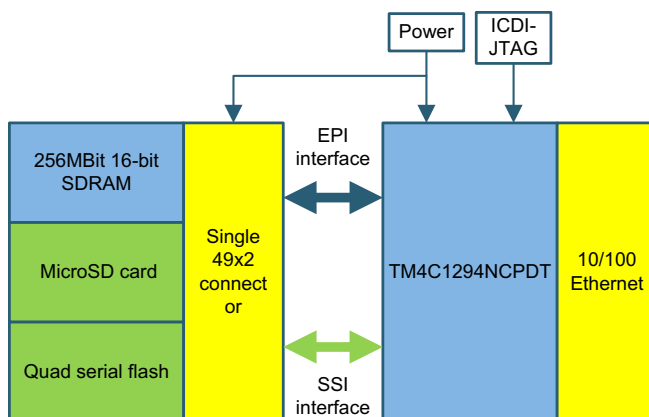 Power
ICDI-
JTAG
256MBit 16-bit
SDRAM
MicroSD card
Quad serial flash
Single
49x2
connect
or
EPI
interface
SSI
interface
TM4C1294NCPDT
10/100
Ethernet